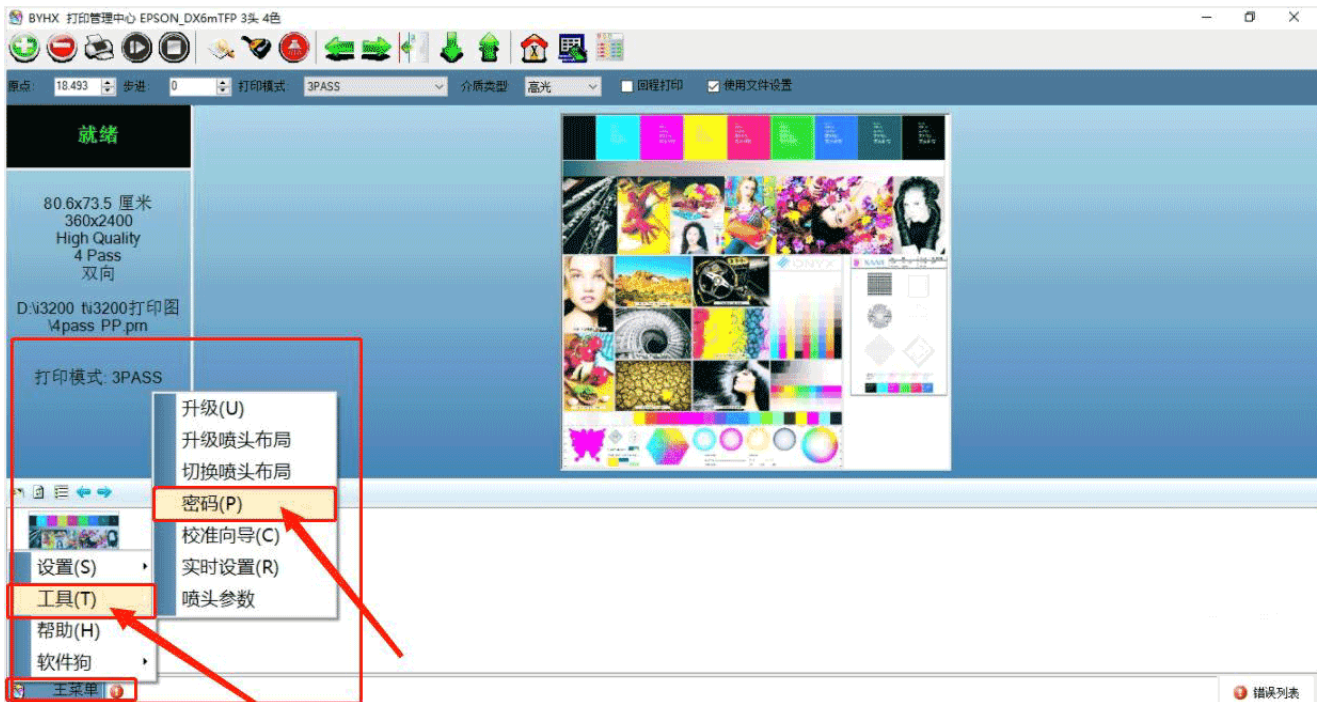 BYHX 打印管理中心 EPSON_DX6mTFP 3头 4色
原点: 18.493 步进: 0 打印模式: 3PASS 介质类型 高光 回程打印 使用文件设置
就绪
80.6x73.5 厘米
360x2400
High Quality
4 Pass
双向
D:\i3200 t\i3200打印图
\4pass PP.prn
打印模式: 3PASS
ONYX
升级(U)
升级喷头布局
切换喷头布局
密码(P)
校准向导(C)
实时设置(R)
喷头参数
设置(S)
工具(T)
帮助(H)
软件狗
主菜单
错误列表